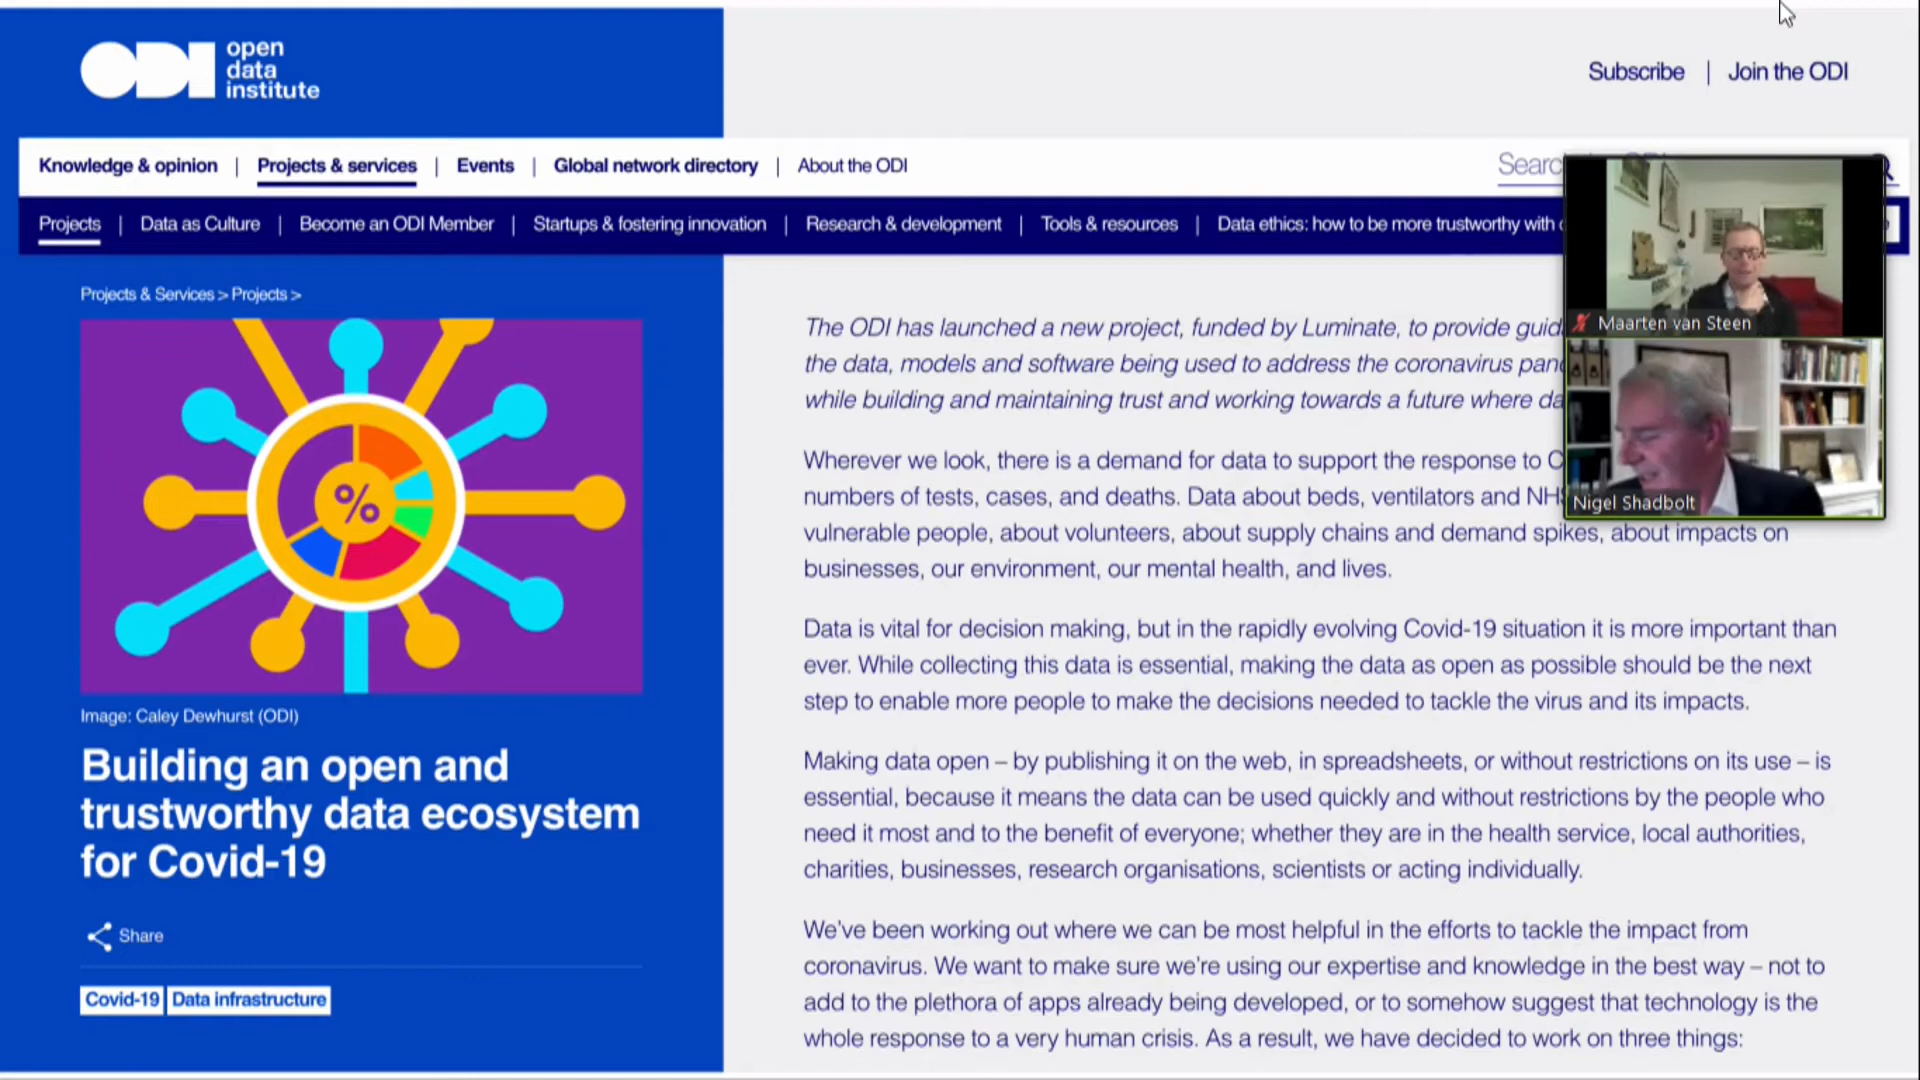 open
data
institute
Subscribe | Join the ODI
Knowledge & opinion | Projects & services | Events | Global network directory | About the ODI
Projects | Data as Culture | Become an ODI Member | Startups & fostering innovation | Research & development | Tools & resources | Data ethics: how to be more trustworthy with
Projects & Services > Projects >
%
Image: Caley Dewhurst (ODI)
Building an open and
trustworthy data ecosystem
for Covid-19
Share
Covid-19 Data infrastructure
The ODI has launched a new project, funded by Luminate, to provide
the data, models and software being used to address the coronavirus
while building and maintaining trust and working towards a future where
Wherever we look, there is a demand for data to support the response to
numbers of tests, cases, and deaths. Data about beds, ventilators and
vulnerable people, about volunteers, about supply chains and demand spikes, about impacts on
businesses, our environment, our mental health, and lives.
Data is vital for decision making, but in the rapidly evolving Covid-19 situation it is more important than
ever. While collecting this data is essential, making the data as open as possible should be the next
step to enable more people to make the decisions needed to tackle the virus and its impacts.
Making data open – by publishing it on the web, in spreadsheets, or without restrictions on its use – is
essential, because it means the data can be used quickly and without restrictions by the people who
need it most and to the benefit of everyone; whether they are in the health service, local authorities,
charities, businesses, research organisations, scientists or acting individually.
We've been working out where we can be most helpful in the efforts to tackle the impact from
coronavirus. We want to make sure we're using our expertise and knowledge in the best way – not to
add to the plethora of apps already being developed, or to somehow suggest that technology is the
whole response to a very human crisis. As a result, we have decided to work on three things:
Maarten van Steen
Nigel Shadbolt